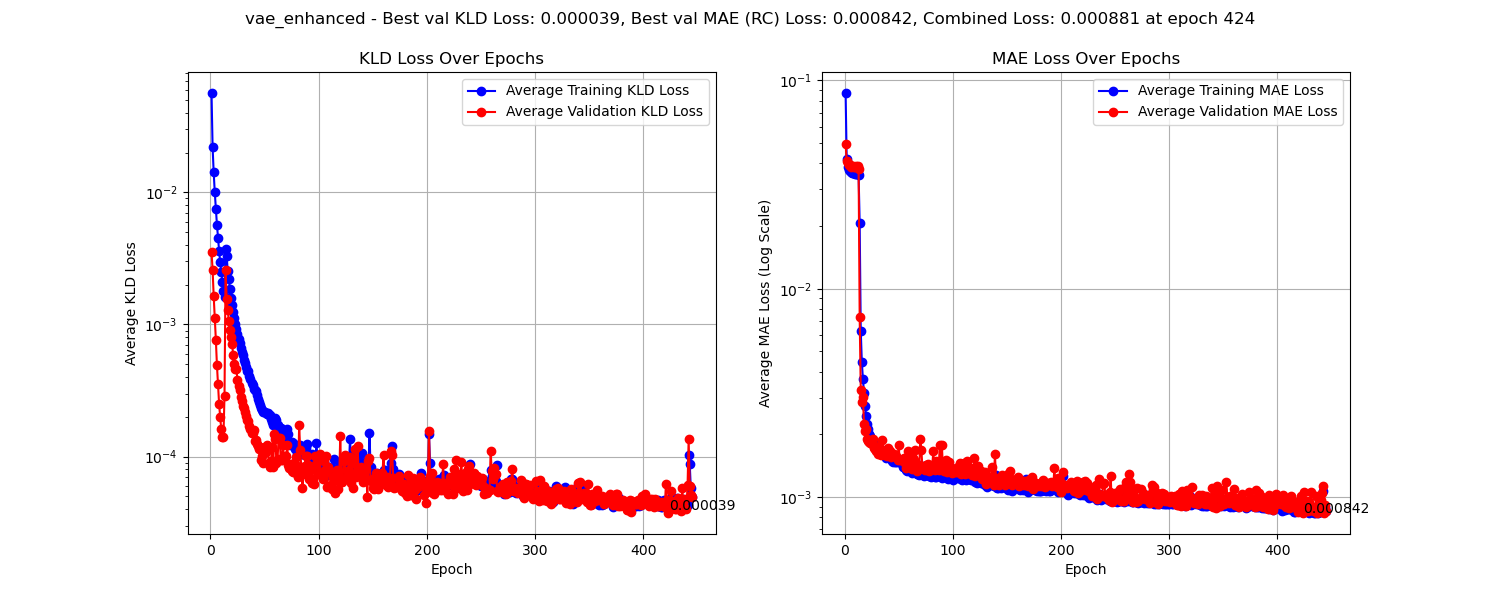 vae_enhanced - Best val KLD Loss: 0.000039, Best val MAE (RC) Loss: 0.000842, Combined Loss: 0.000881 at epoch 424
KLD Loss Over Epochs
Average Training KLD Loss
Average Validation KLD Loss
Average KLD Loss
10⁻²
10⁻³
10⁻⁴
0.000039
0 100 200 300 400
Epoch
MAE Loss Over Epochs
Average Training MAE Loss
Average Validation MAE Loss
Average MAE Loss (Log Scale)
10⁻¹
10⁻²
10⁻³
0.000842
0 100 200 300 400
Epoch